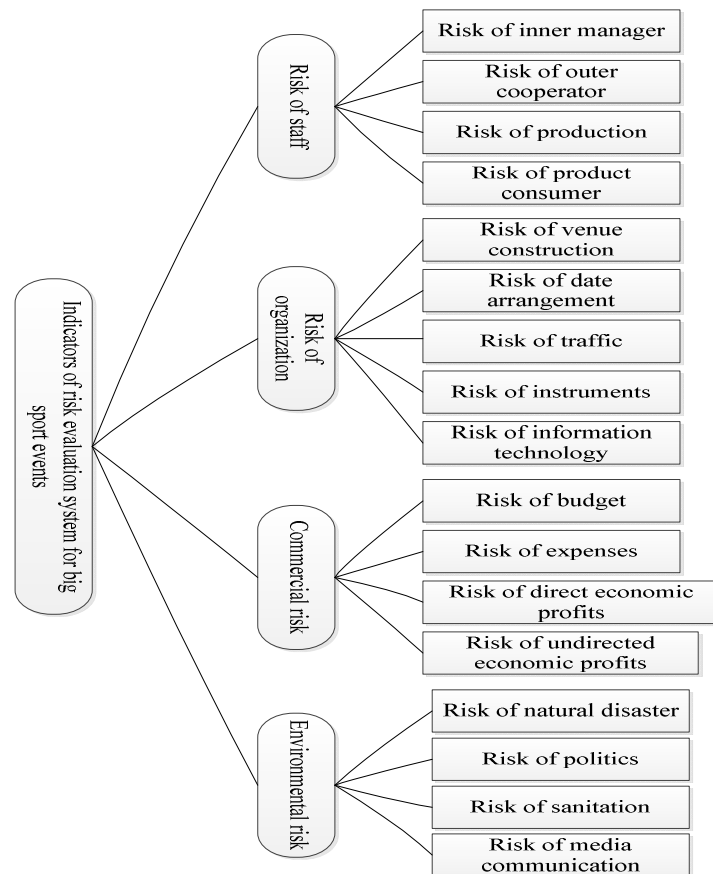 Indicators of risk evaluation system for big
sport events
Risk of staff
Risk of inner manager
Risk of outer
cooperator
Risk of production
Risk of product
consumer
Risk of
organization
Risk of venue
construction
Risk of date
arrangement
Risk of traffic
Risk of instruments
Risk of information
technology
Commercial risk
Risk of budget
Risk of expenses
Risk of direct economic
profits
Risk of undirected
economic profits
Environmental risk
Risk of natural disaster
Risk of politics
Risk of sanitation
Risk of media
communication